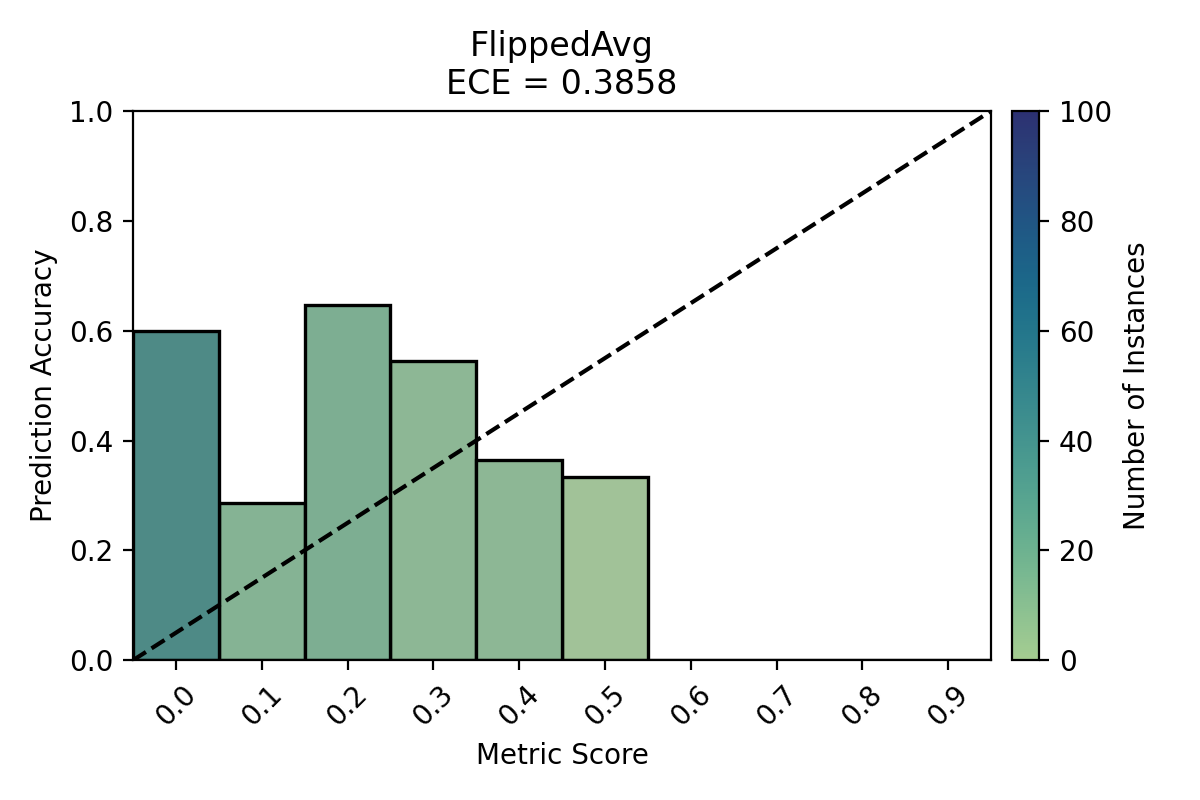 FlippedAvg
ECE = 0.3858
1.0
0.8
0.6
0.4
0.2
0.0
Prediction Accuracy
0.0 0.1 0.2 0.3 0.4 0.5 0.6 0.7 0.8 0.9
Metric Score
100
80
60
40
20
0
Number of Instances